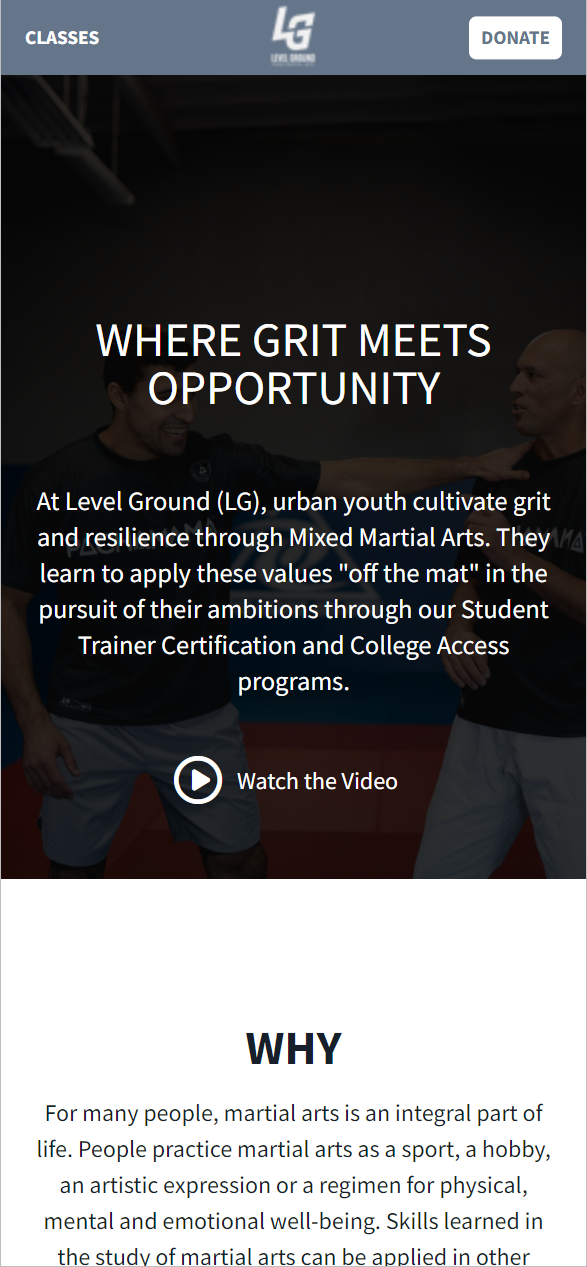 CLASSES
LG
LEVEL GROUND
DONATE
WHERE GRIT MEETS
OPPORTUNITY
At Level Ground (LG), urban youth cultivate grit
and resilience through Mixed Martial Arts. They
learn to apply these values "off the mat" in the
pursuit of their ambitions through our Student
Trainer Certification and College Access
programs.
Watch the Video
WHY
For many people, martial arts is an integral part of
life. People practice martial arts as a sport, a hobby,
an artistic expression or a regimen for physical,
mental and emotional well-being. Skills learned in
the study of martial arts can be applied in other